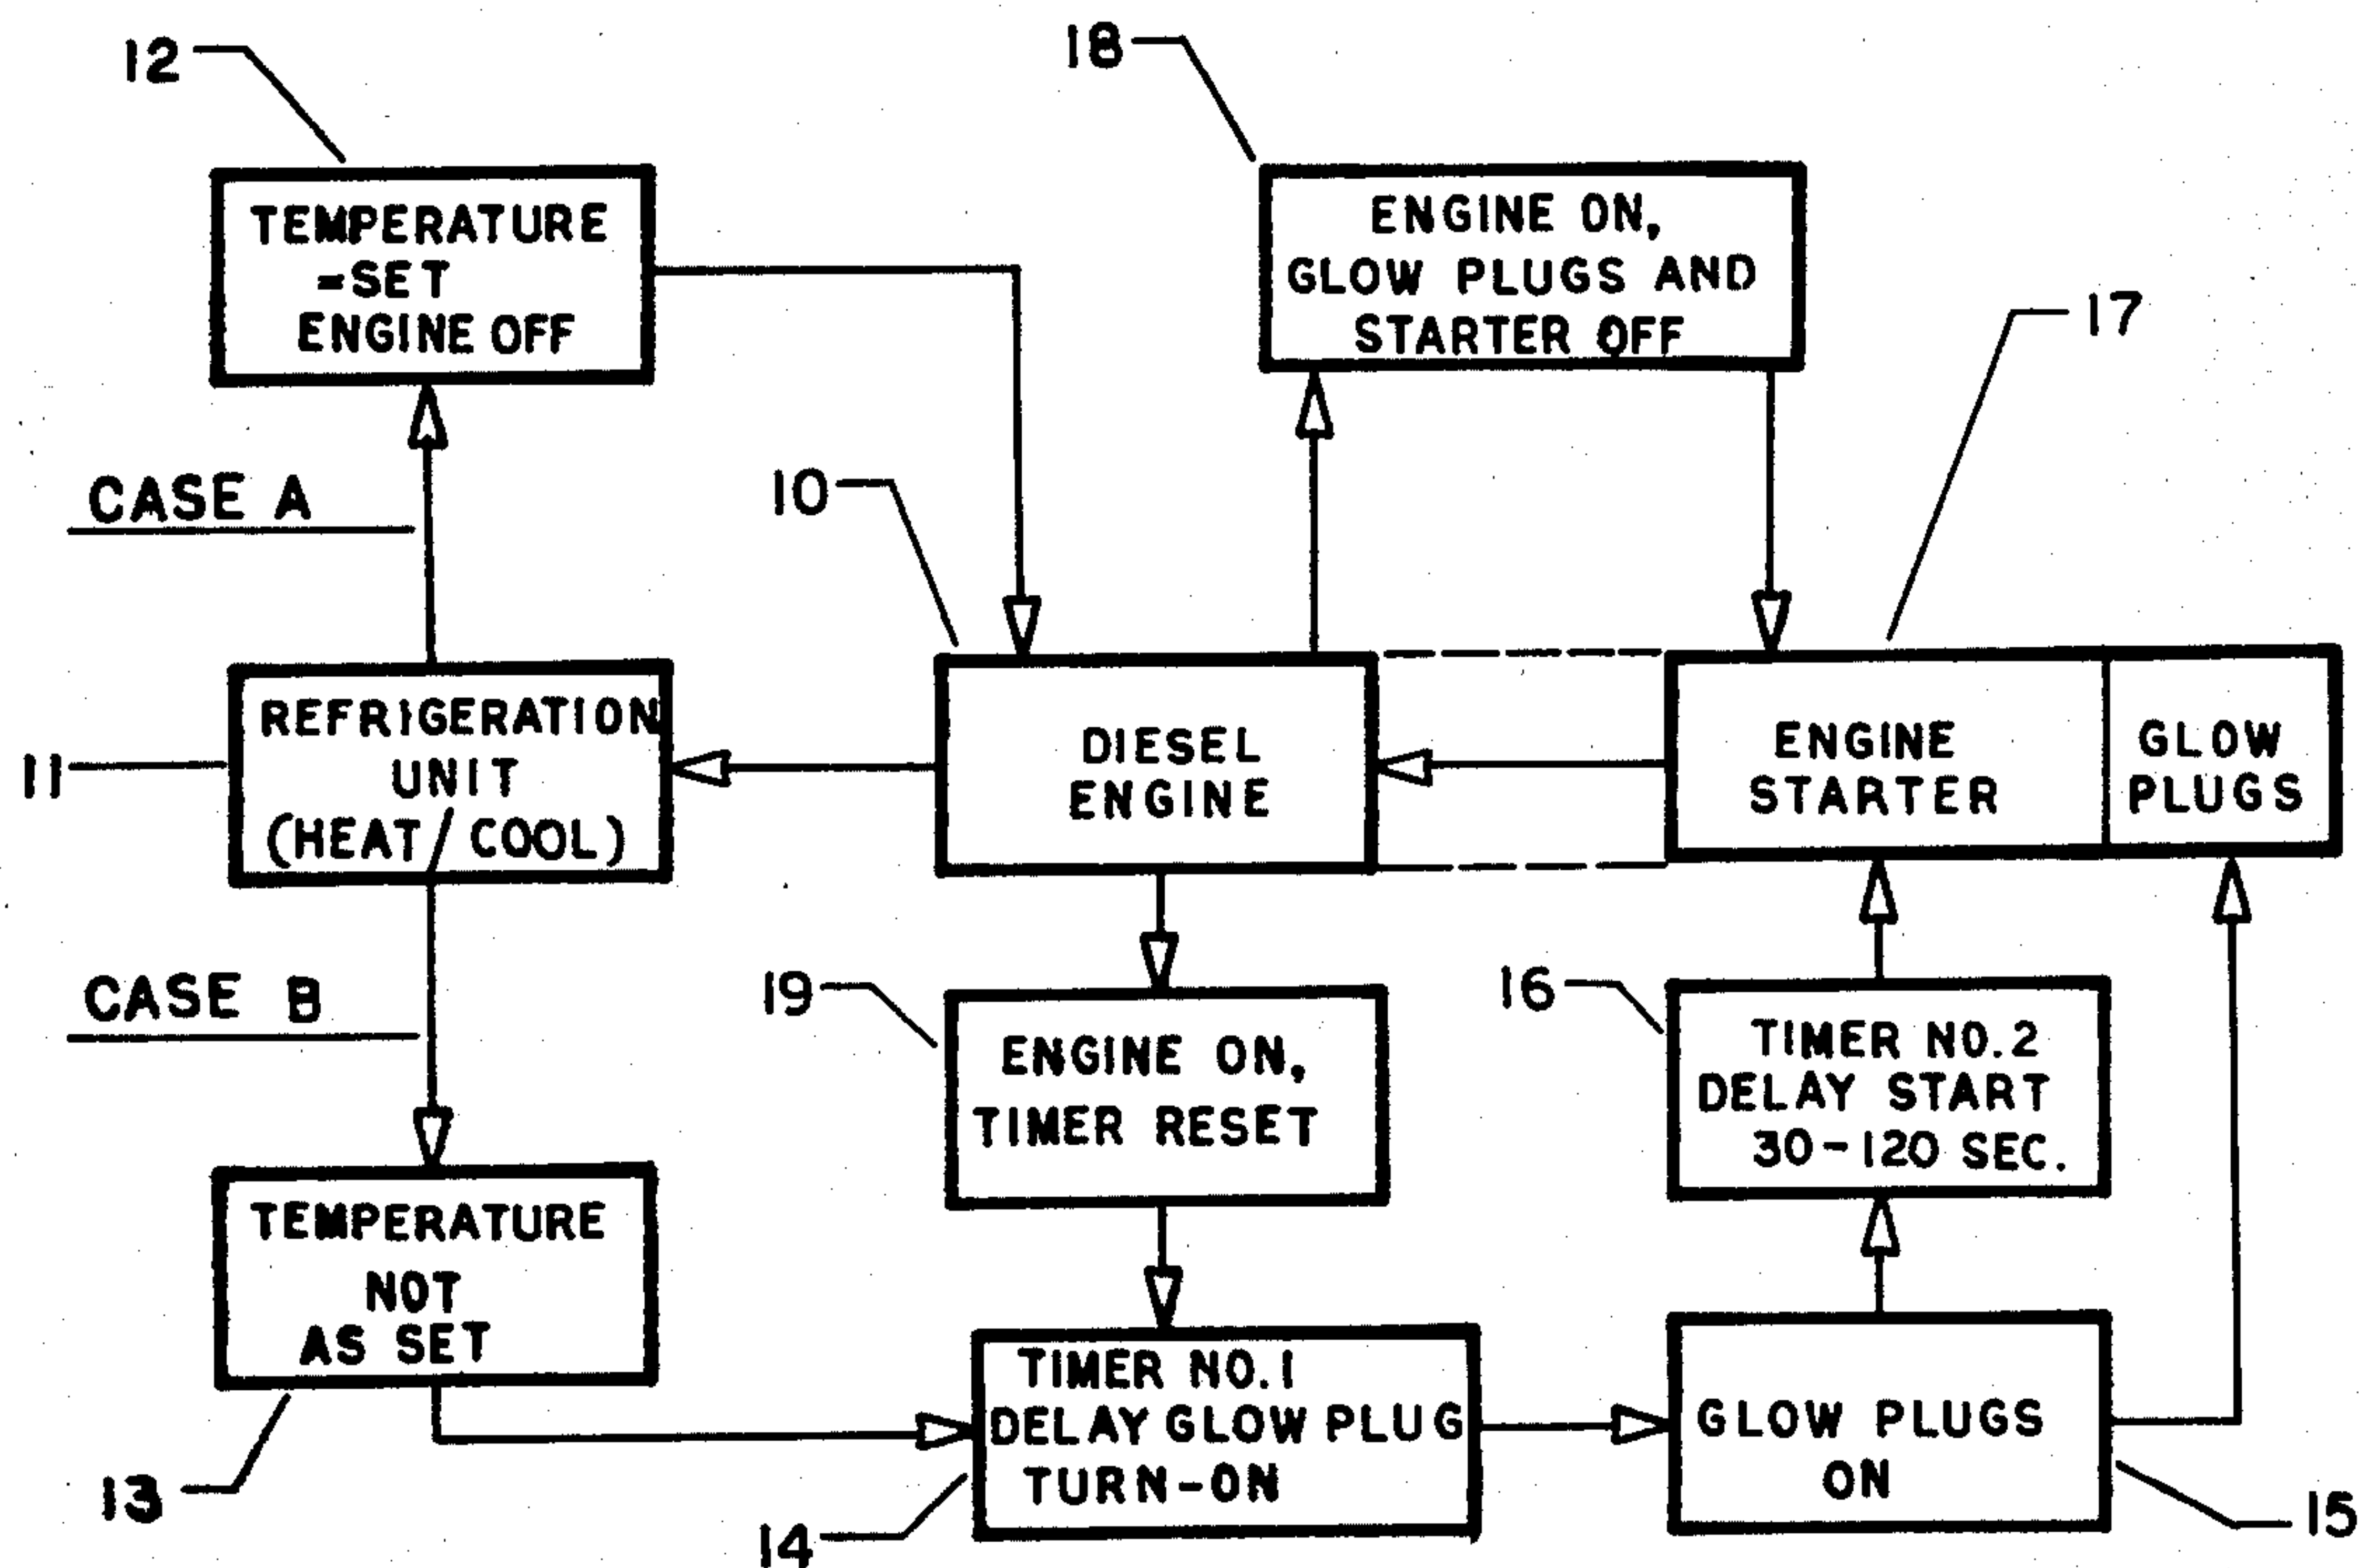 12
18
TEMPERATURE
=SET
ENGINE OFF
ENGINE ON,
GLOW PLUGS AND
STARTER OFF
17
CASE A
10
REFRIGERATION
UNIT
(HEAT/COOL)
11
DIESEL
ENGINE
ENGINE
STARTER
GLOW
PLUGS
CASE B
19
ENGINE ON,
TIMER RESET
16
TIMER NO.2
DELAY START
30-120 SEC.
TEMPERATURE
NOT
AS SET
13
TIMER NO.1
DELAY GLOW PLUG
TURN-ON
14
GLOW PLUGS
ON
15